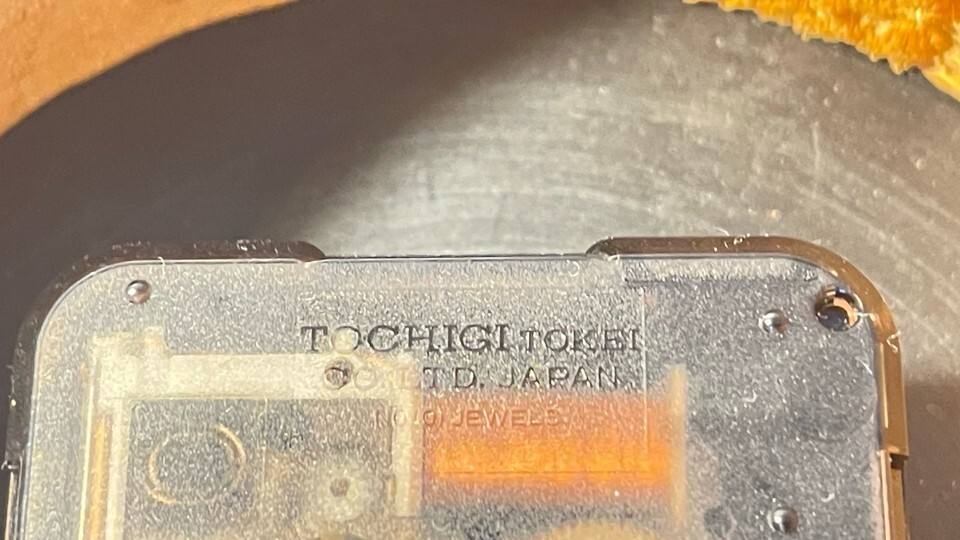 TOCHIGI TOKEI
CO., LTD. JAPAN
NO (0) JEWELS